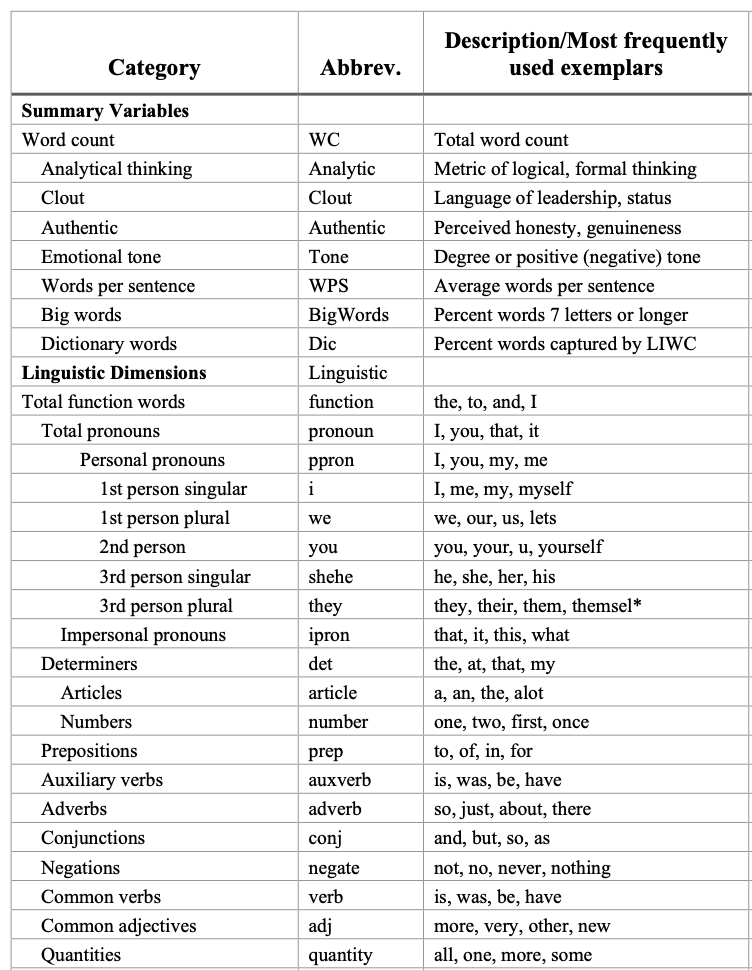 Category Abbrev. Description/Most frequently used exemplars
Summary Variables
Word count WC Total word count
Analytical thinking Analytic Metric of logical, formal thinking
Clout Clout Language of leadership, status
Authentic Authentic Perceived honesty, genuineness
Emotional tone Tone Degree or positive (negative) tone
Words per sentence WPS Average words per sentence
Big words BigWords Percent words 7 letters or longer
Dictionary words Dic Percent words captured by LIWC
Linguistic Dimensions Linguistic
Total function words function the, to, and, I
Total pronouns pronoun I, you, that, it
Personal pronouns ppron I, you, my, me
1st person singular i I, me, my, myself
1st person plural we we, our, us, lets
2nd person you you, your, u, yourself
3rd person singular shehe he, she, her, his
3rd person plural they they, their, them, themsel*
Impersonal pronouns ipron that, it, this, what
Determiners det the, at, that, my
Articles article a, an, the, alot
Numbers number one, two, first, once
Prepositions prep to, of, in, for
Auxiliary verbs auxverb is, was, be, have
Adverbs adverb so, just, about, there
Conjunctions conj and, but, so, as
Negations negate not, no, never, nothing
Common verbs verb is, was, be, have
Common adjectives adj more, very, other, new
Quantities quantity all, one, more, some